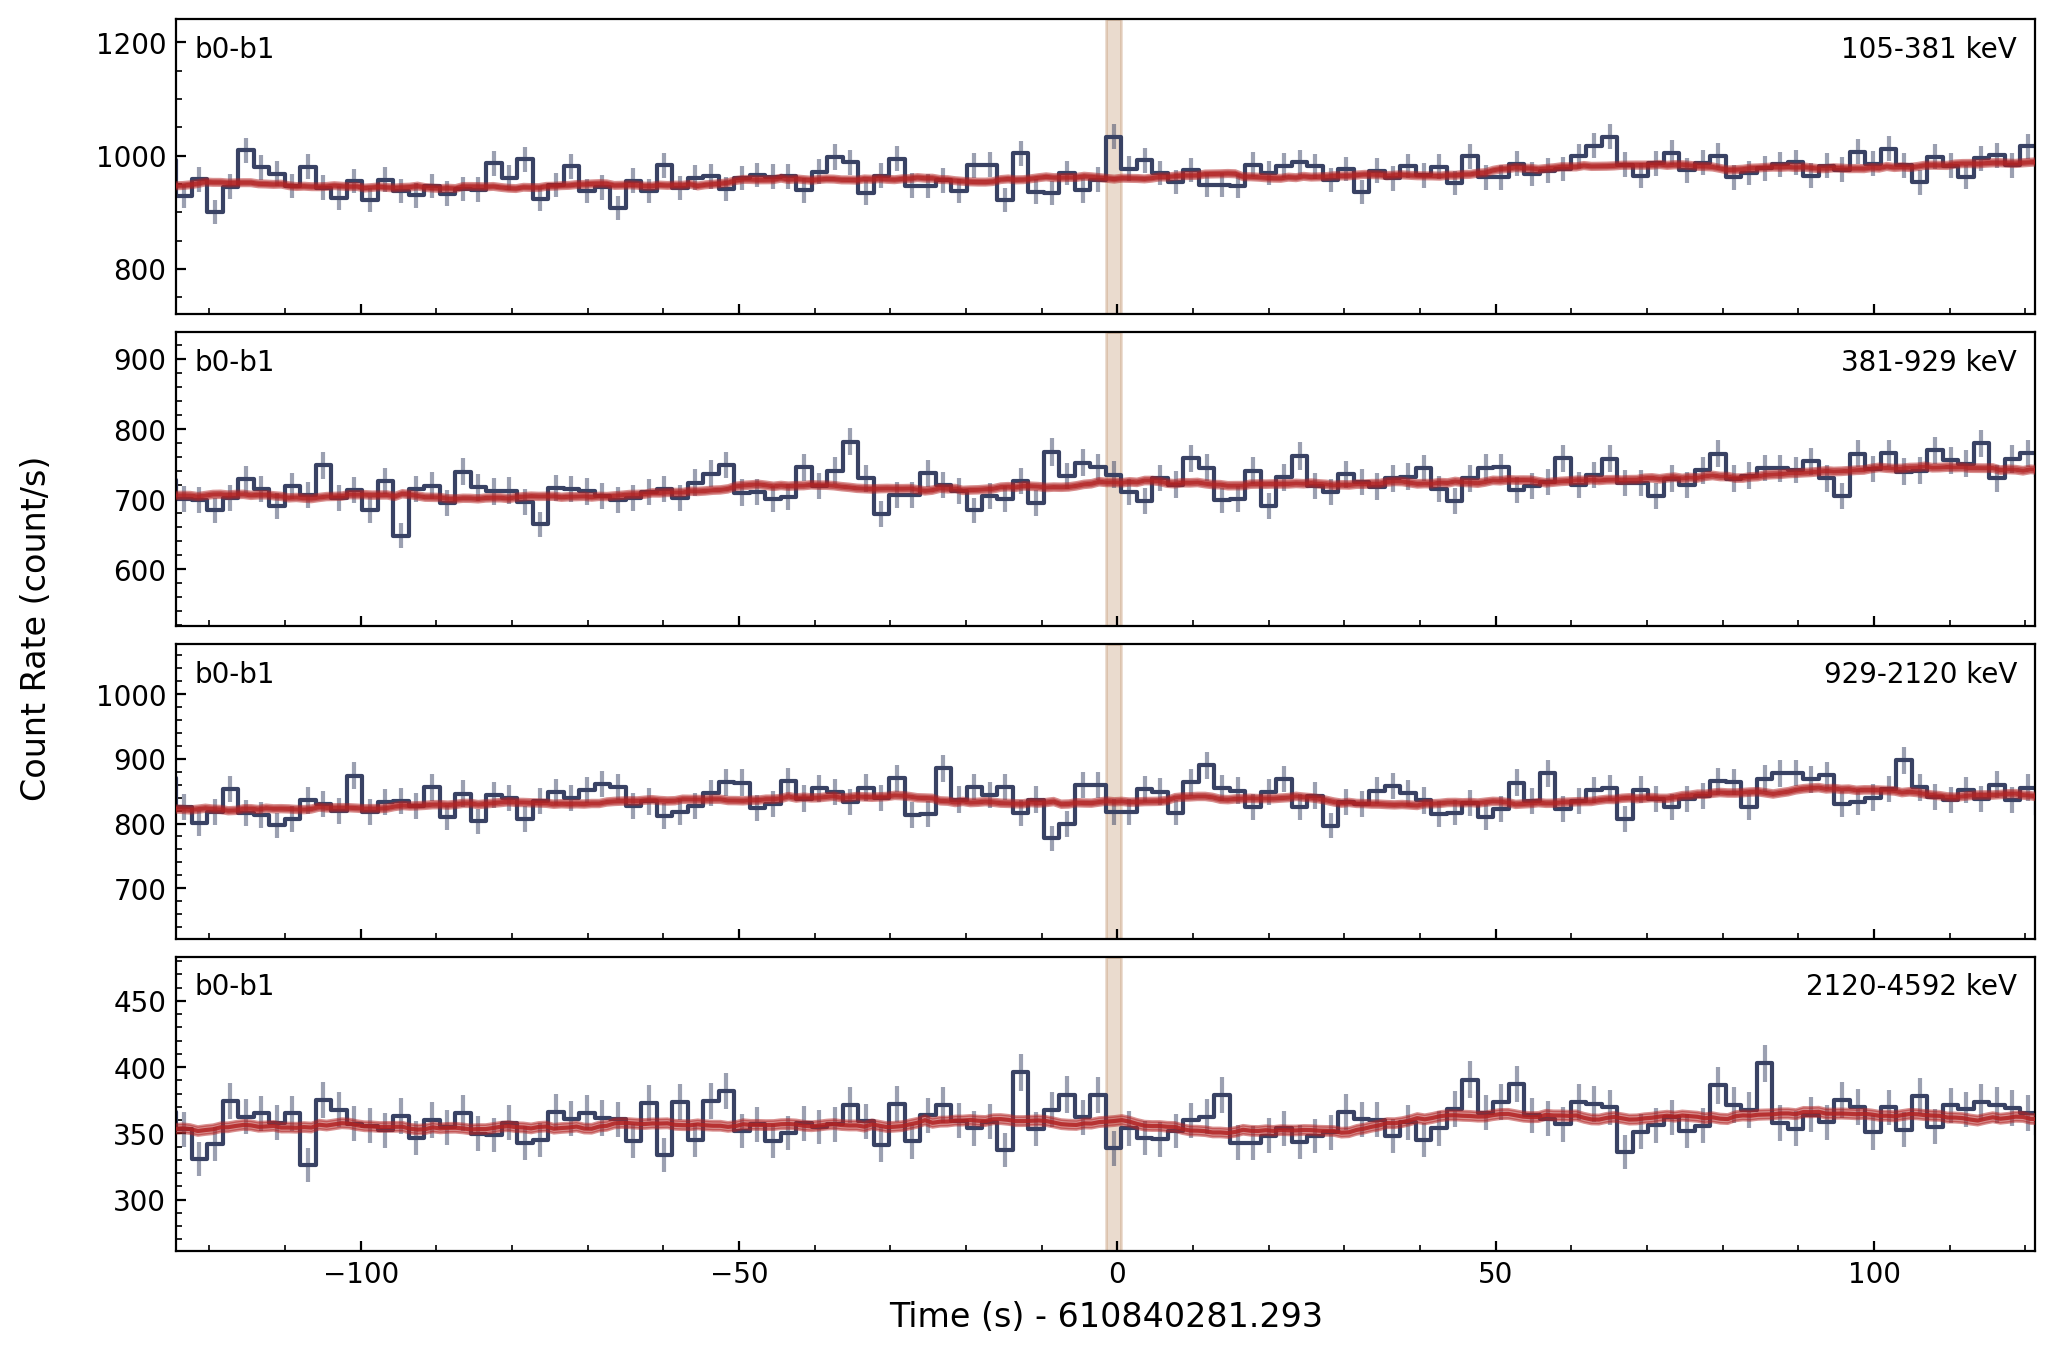 b0-b1
105-381 keV
1200
1000
800
b0-b1
381-929 keV
900
800
700
600
b0-b1
929-2120 keV
1000
900
800
700
b0-b1
2120-4592 keV
450
400
350
300
Count Rate (count/s)
−100
−50
0
50
100
Time (s) - 610840281.293